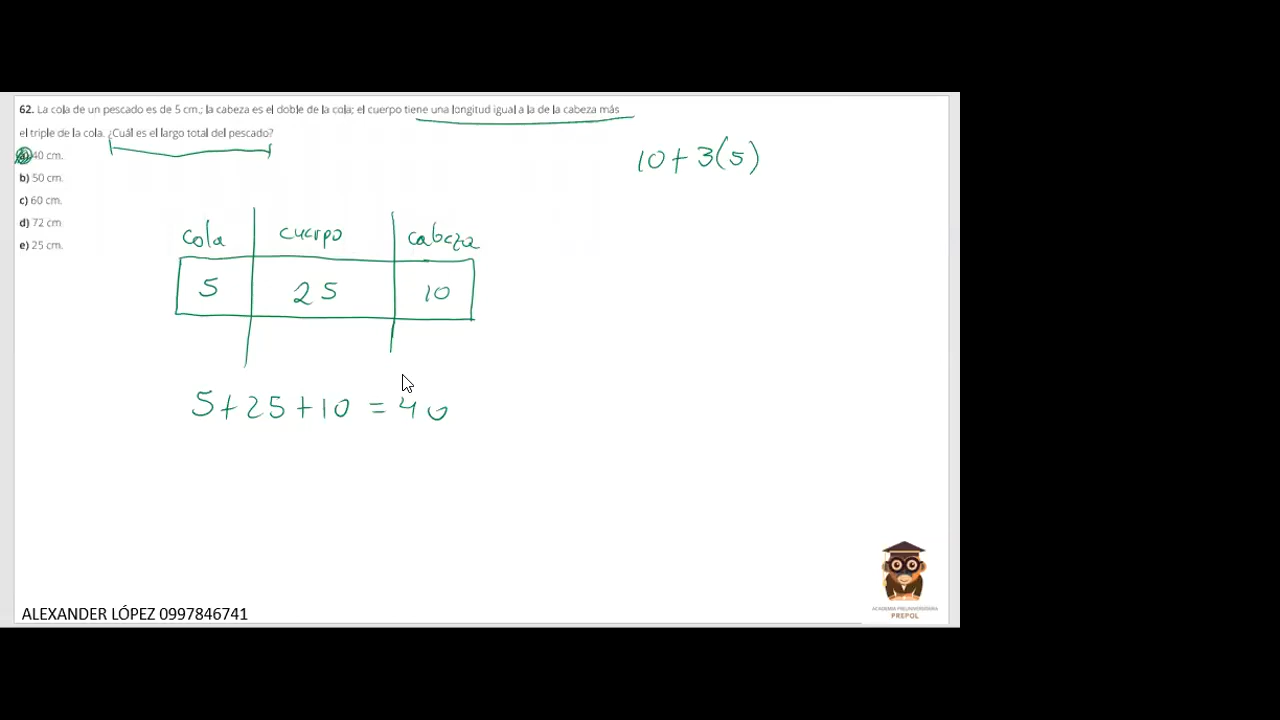 62. La cola de un pescado es de 5 cm.; la cabeza es el doble de la cola; el cuerpo tiene una longitud igual a la de la cabeza más
el triple de la cola. ¿Cuál es el largo total del pescado?
a) 40 cm.
b) 50 cm.
c) 60 cm.
d) 72 cm
e) 25 cm.
10 + 3(5)
cola cuerpo cabeza
5 25 10
5 + 25 + 10 = 40
ALEXANDER LÓPEZ 0997846741
ACADEMIA PREUNIVERSITARIA
PREPOL